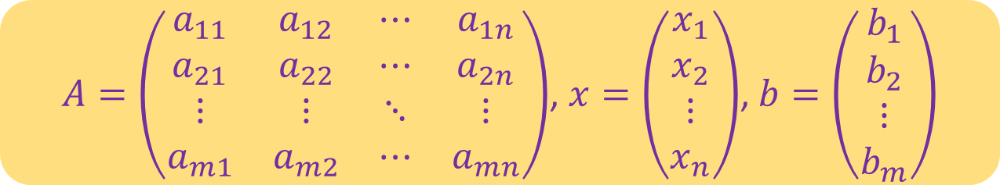 a₁₁ a₁₂ ⋯ a₁ₙ x₁ b₁
a₂₁ a₂₂ ⋯ a₂ₙ x₂ b₂
A = ( ⋮ ⋮ ⋱ ⋮ ), x = ( ⋮ ), b = ( ⋮ )
aₘ₁ aₘ₂ ⋯ aₘₙ xₙ bₘ